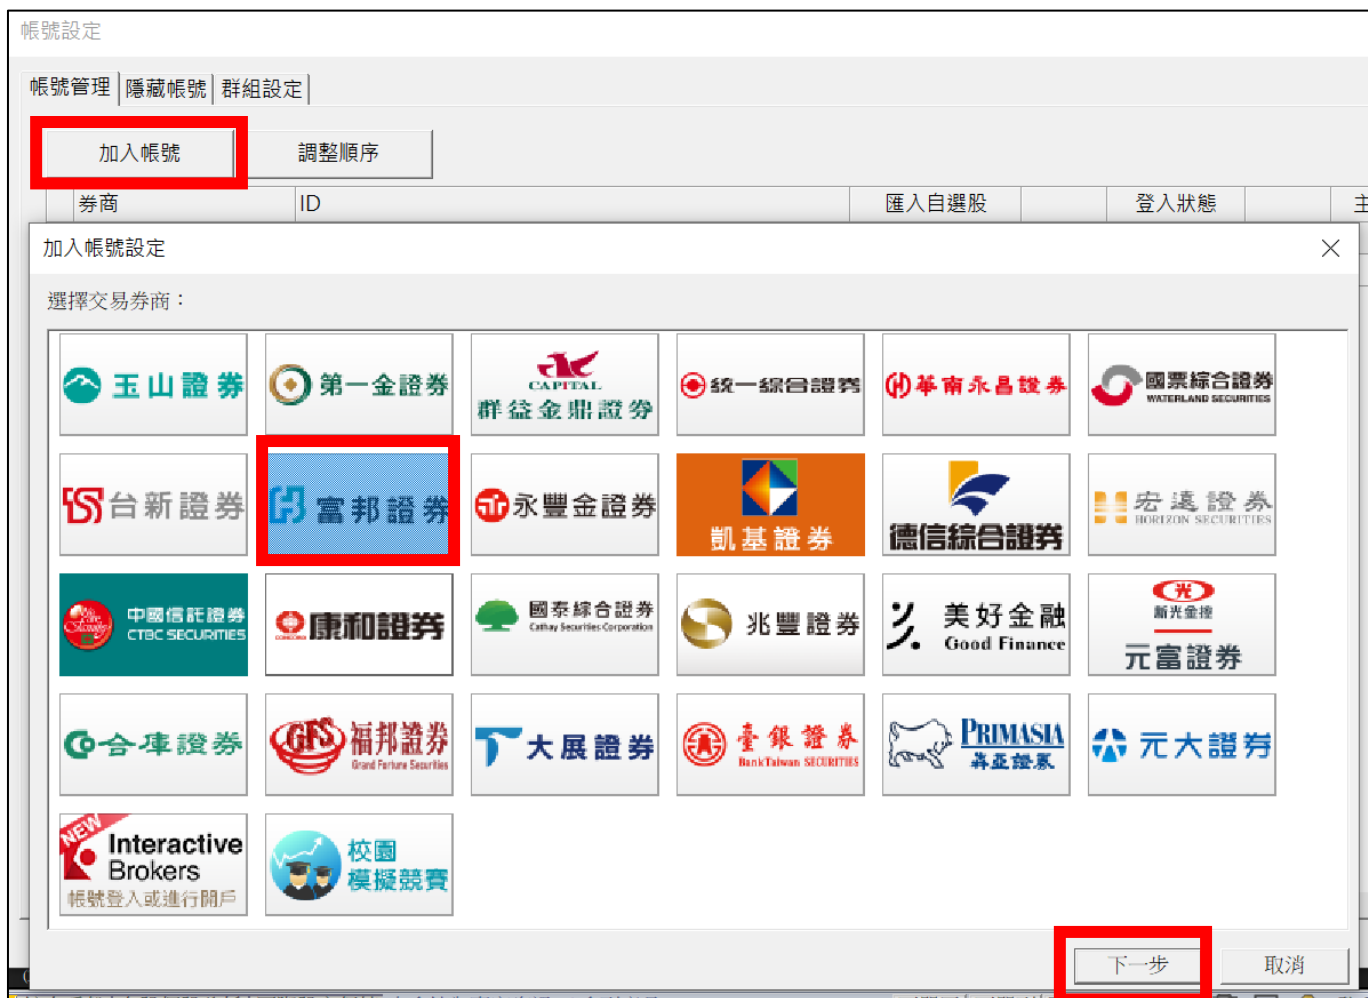 帳號設定
帳號管理 隱藏帳號 群組設定
加入帳號 調整順序
券商 ID 匯入自選股 登入狀態 主
加入帳號設定
選擇交易券商：
玉山證券
第一金證券
CAPITAL
群益金鼎證券
統一綜合證券
華南永昌證券
國票綜合證券
WATERLAND SECURITIES
台新證券
富邦證券
永豐金證券
凱基證券
德信綜合證券
宏遠證券
HORIZON SECURITIES
中國信託證券
CTBC SECURITIES
康和證券
國泰綜合證券
Cathay Securities Corporation
兆豐證券
美好金融
Good Finance
光
新光金控
元富證券
合庫證券
GFS
福邦證券
Grand Fortune Securities
大展證券
臺銀證券
BankTaiwan SECURITIES
PRIMASIA
犇亞證券
元大證券
NEW
Interactive
Brokers
帳號登入或進行開戶
校園
模擬競賽
下一步 取消